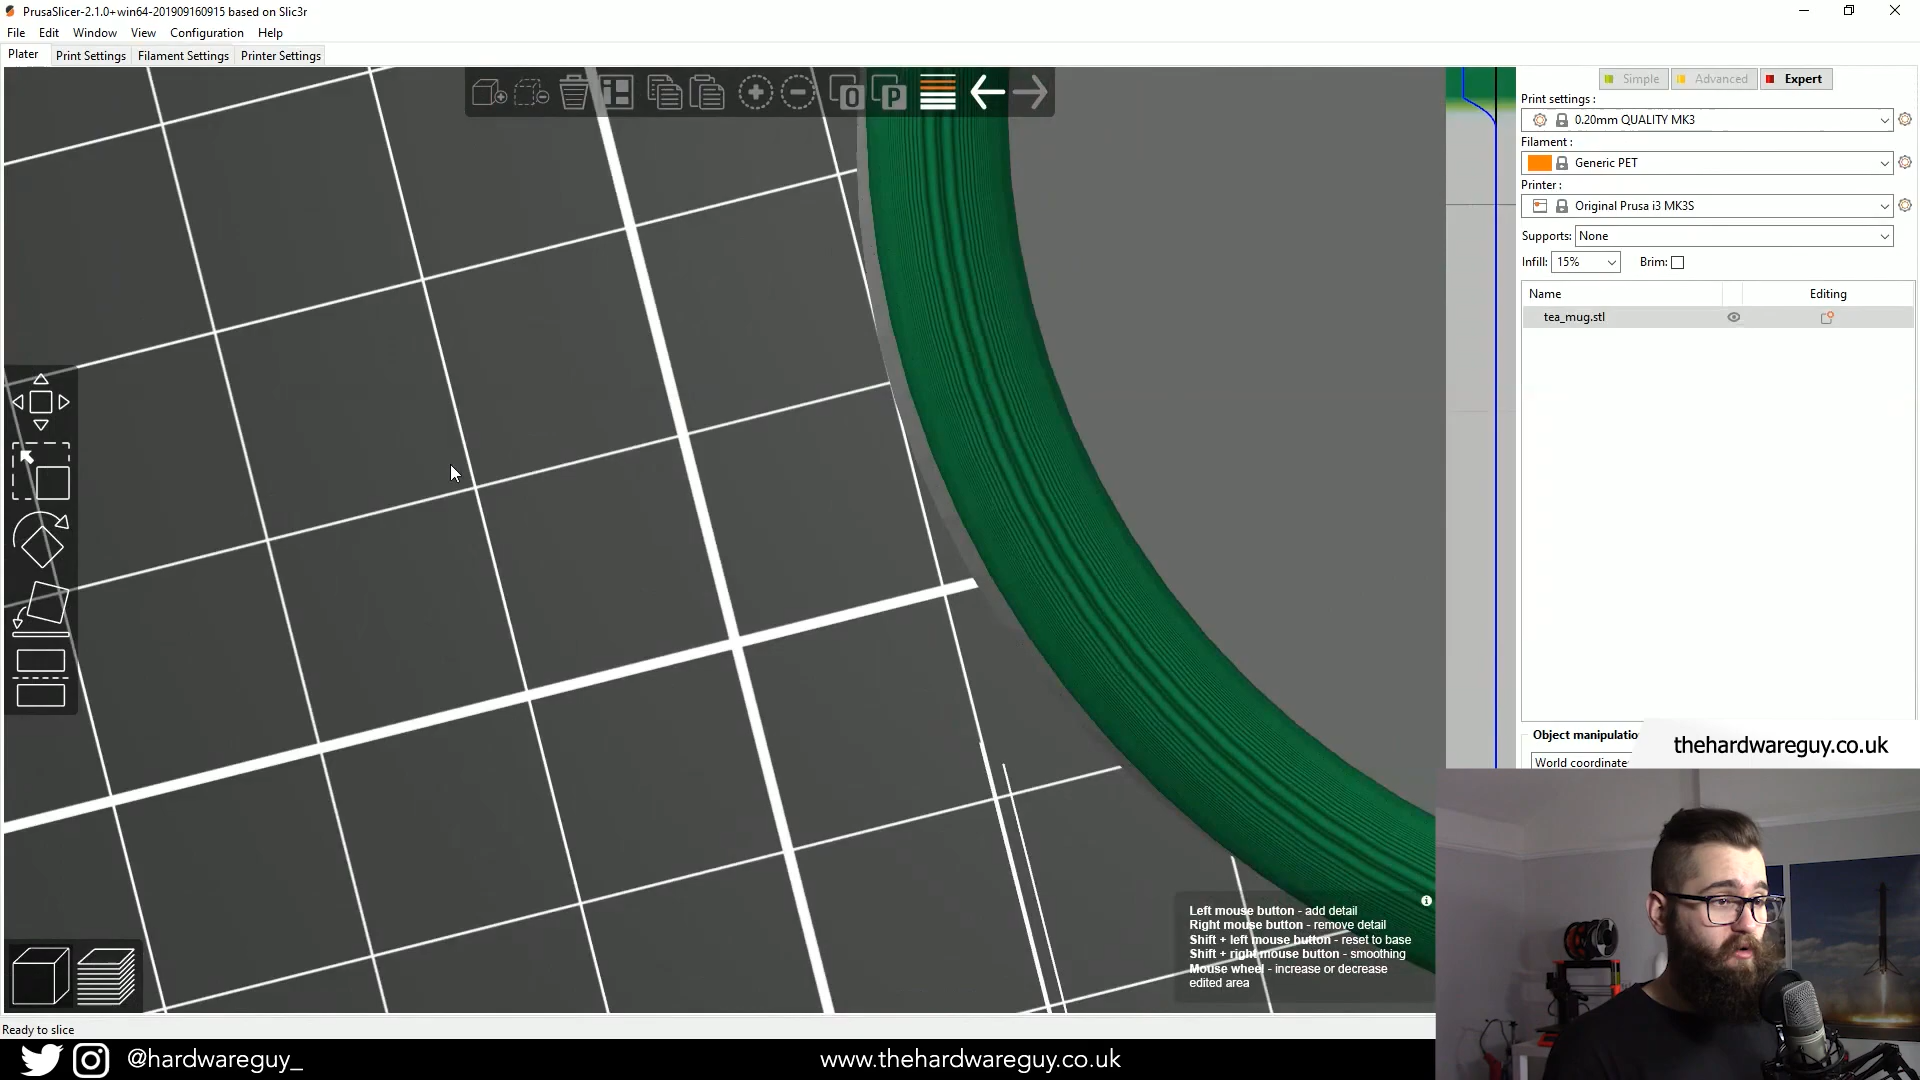 PrusaSlicer-2.1.0+win64-201909160915 based on Slic3r
File Edit Window View Configuration Help
Plater Print Settings Filament Settings Printer Settings
Simple Advanced Expert
Print settings :
0.20mm QUALITY MK3
Filament :
Generic PET
Printer :
Original Prusa i3 MK3S
Supports: None
Infill: 15% Brim:
Name Editing
tea_mug.stl
Object manipulatio
World coordinate
thehardwareguy.co.uk
Left mouse button - add detail
Right mouse button - remove detail
Shift + left mouse button - reset to base
Shift + right mouse button - smoothing
Mouse wheel - increase or decrease
edited area
Ready to slice
@hardwareguy_
www.thehardwareguy.co.uk